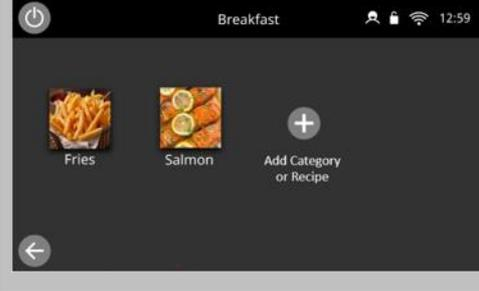 Breakfast
12:59
Fries
Salmon
Add Category
or Recipe